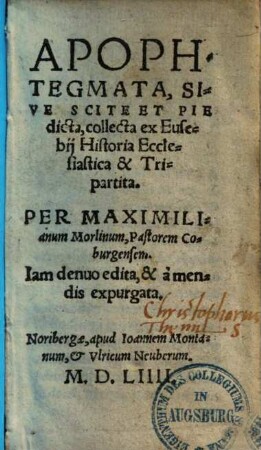 APOPH-
TEGMATA, SI-
VE SCITE ET PIE
dicta, collecta ex Euse-
bij Historia Eccle-
siastica & Tri-
partita.
PER MAXIMILI-
anum Morlinum, Pastorem Co-
burgensem.
Iam denuo edita, & à men-
dis expurgata.
Christophorus
Noribergæ, apud Ioannem Monta-
num, & Vlricum Neuberum.
M. D. LIIII
EIGENTHUM DES COLLEGIUMS
IN
AUGSBURG